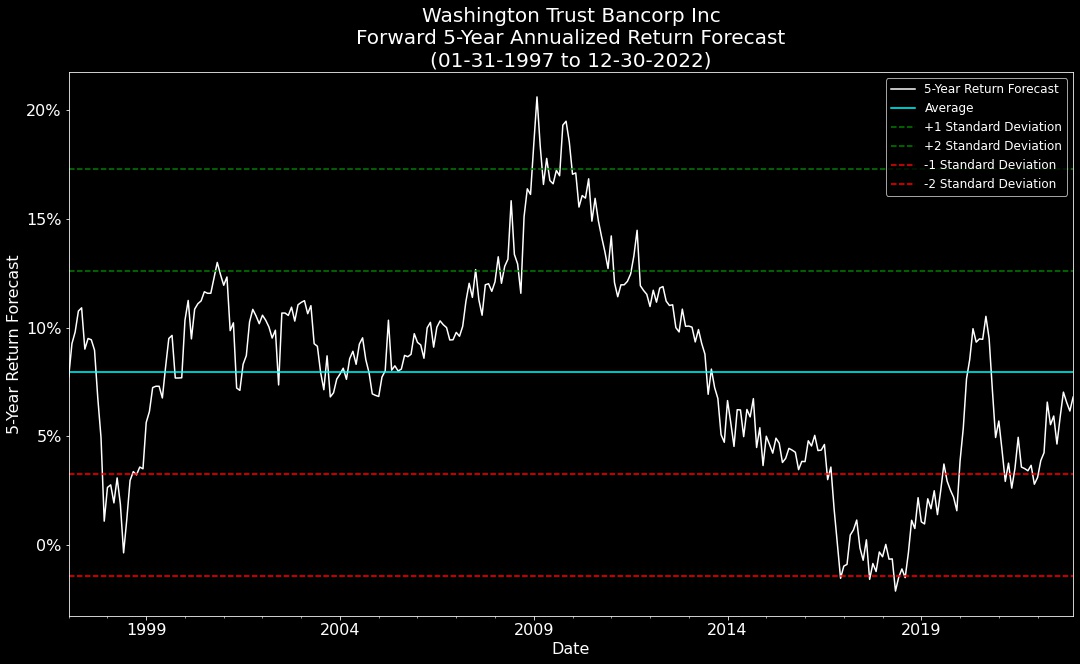 Washington Trust Bancorp Inc
Forward 5-Year Annualized Return Forecast
(01-31-1997 to 12-30-2022)
5-Year Return Forecast
Average
+1 Standard Deviation
+2 Standard Deviation
-1 Standard Deviation
-2 Standard Deviation
5-Year Return Forecast
20%
15%
10%
5%
0%
1999
2004
2009
2014
2019
Date